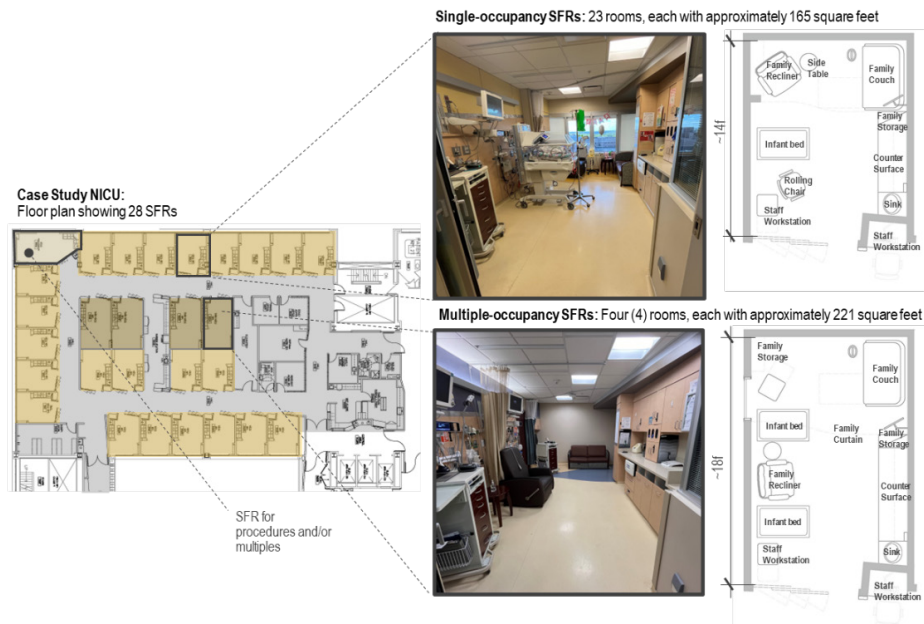 Single-occupancy SFRs: 23 rooms, each with approximately 165 square feet
Family
Recliner
Side
Table
Family
Couch
Family
Storage
~14f
Infant bed
Counter
Surface
Rolling
Chair
Staff
Workstation
Sink
Staff
Workstation
Case Study NICU:
Floor plan showing 28 SFRs
SFR for
procedures and/or
multiples
Multiple-occupancy SFRs: Four (4) rooms, each with approximately 221 square feet
Family
Storage
Family
Couch
Infant bed
Family
Curtain
Family
Storage
~18f
Family
Recliner
Counter
Surface
Infant bed
Staff
Workstation
Sink
Staff
Workstation